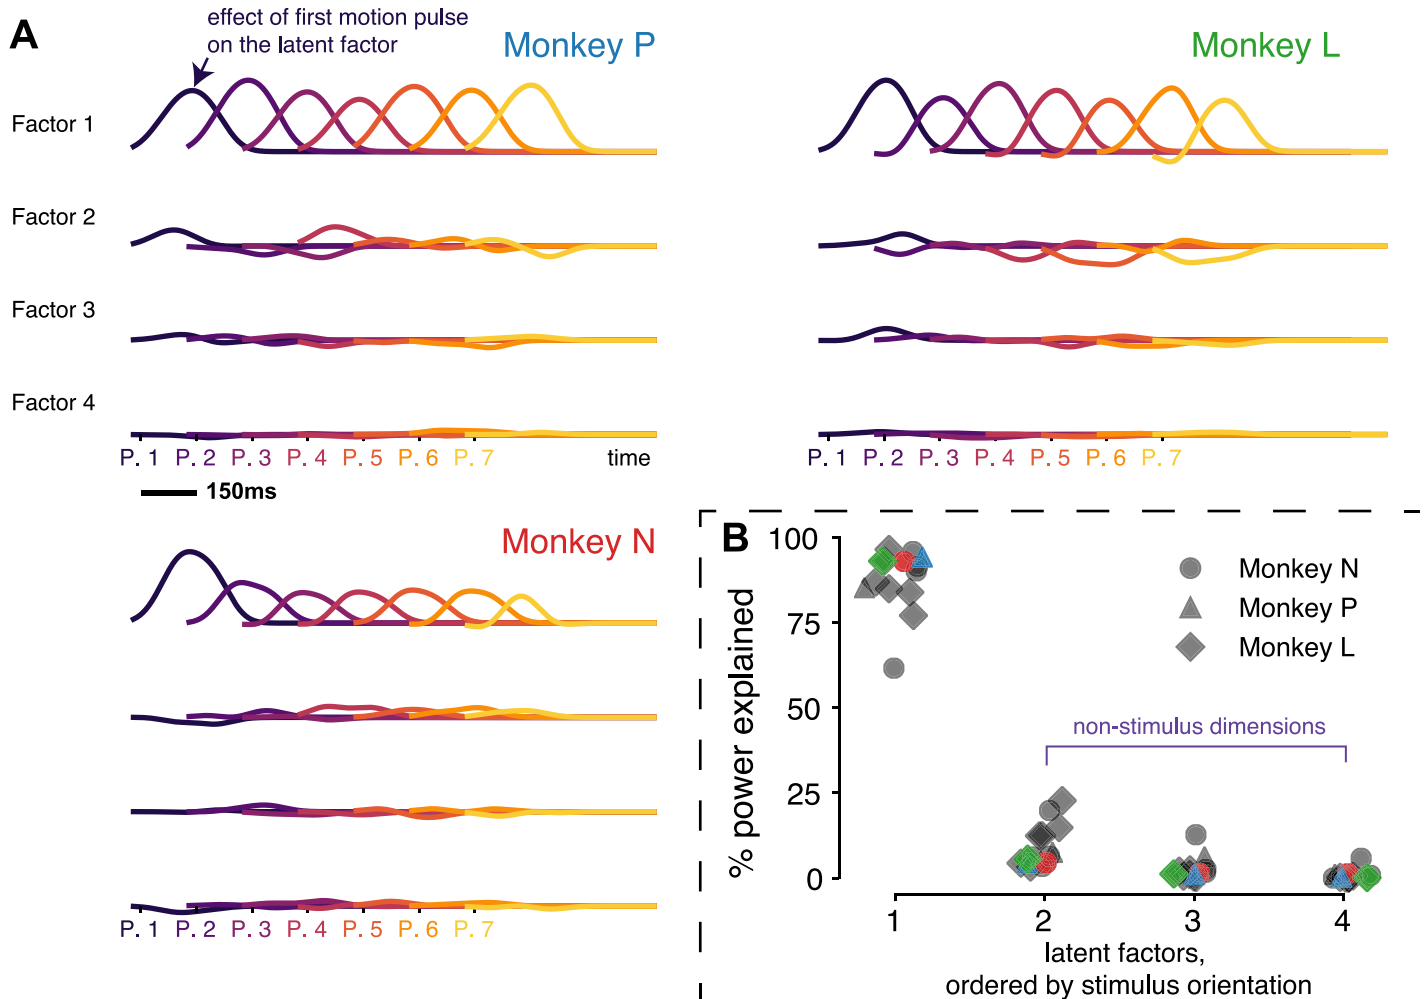 A
effect of first motion pulse
on the latent factor
Monkey P
Monkey L
Factor 1
Factor 2
Factor 3
Factor 4
P. 1 P. 2 P. 3 P. 4 P. 5 P. 6 P. 7 time
P. 1 P. 2 P. 3 P. 4 P. 5 P. 6 P. 7
150ms
Monkey N
P. 1 P. 2 P. 3 P. 4 P. 5 P. 6 P. 7
B
% power explained
100
75
50
25
0
Monkey N
Monkey P
Monkey L
non-stimulus dimensions
1 2 3 4
latent factors,
ordered by stimulus orientation